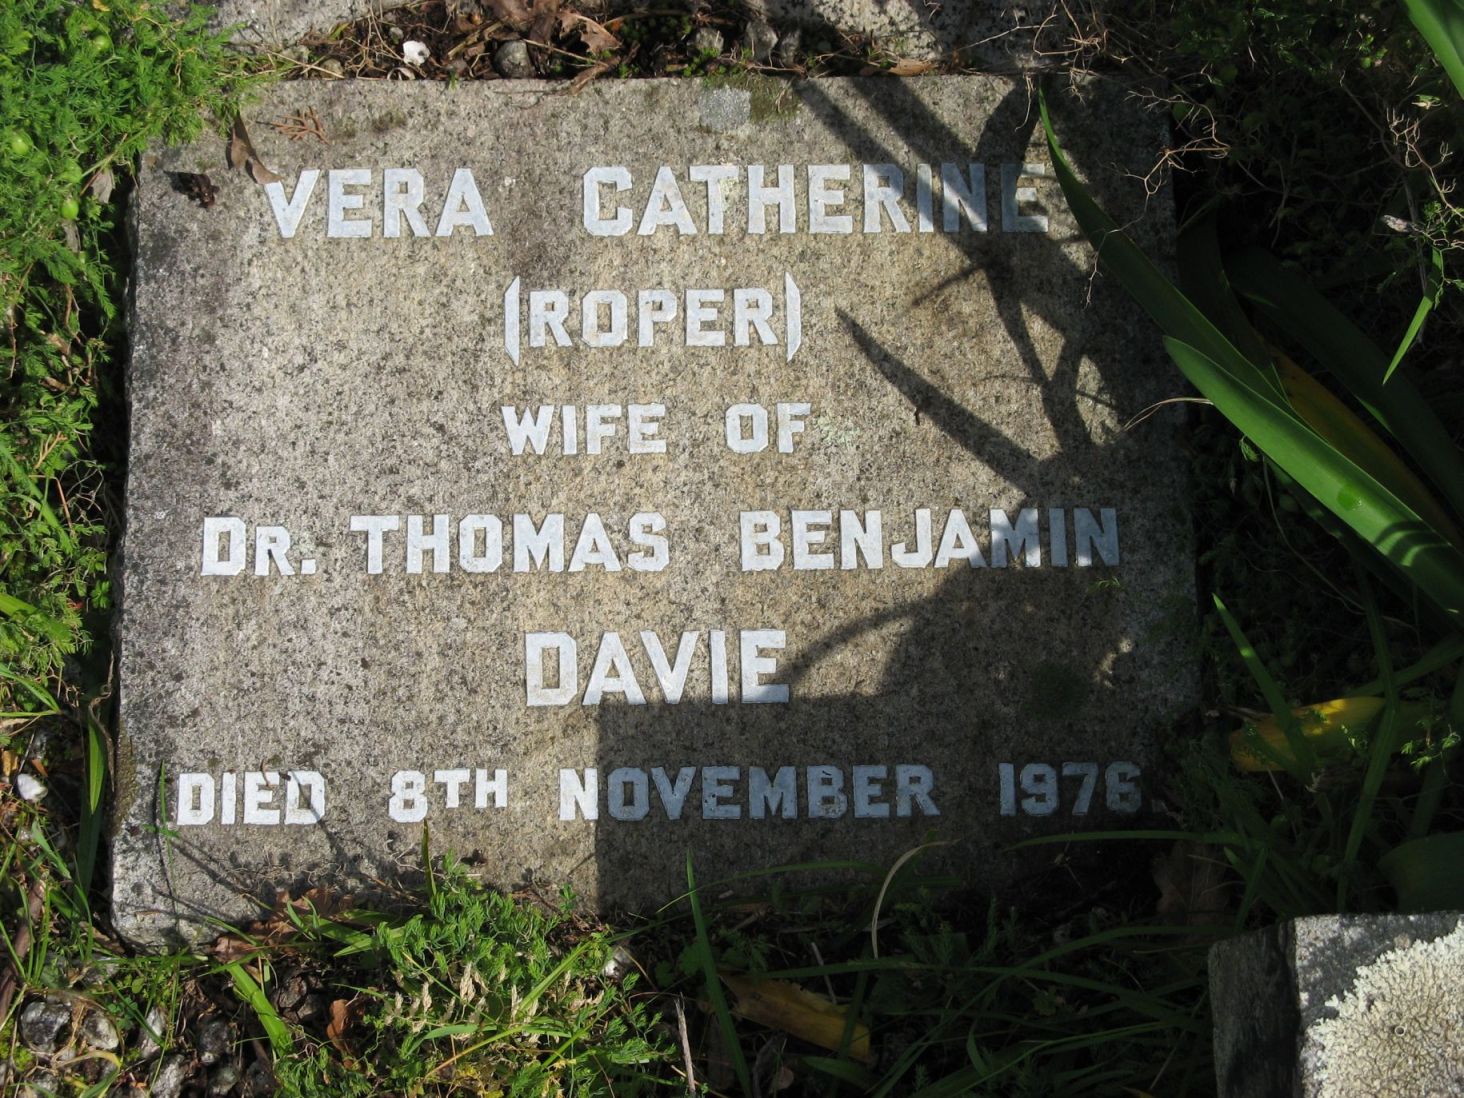 VERA CATHERINE
(ROPER)
WIFE OF
DR. THOMAS BENJAMIN
DAVIE
DIED 8TH NOVEMBER 1976.